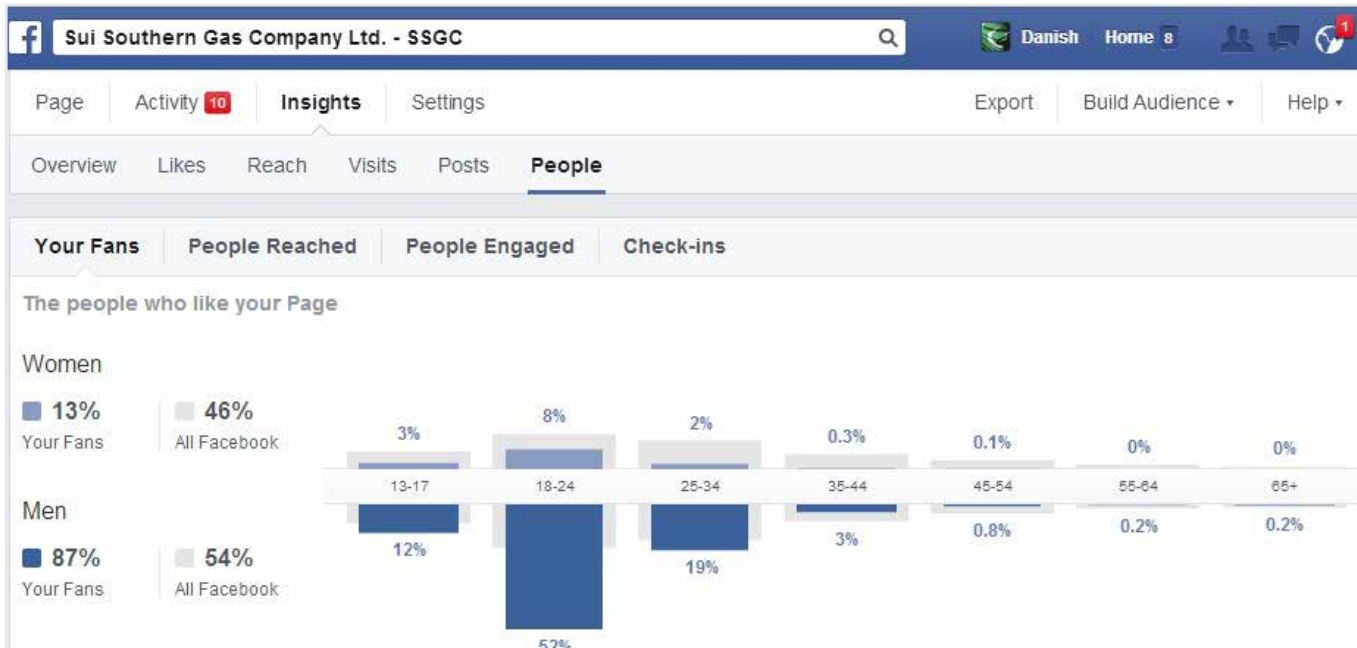 f Sui Southern Gas Company Ltd. - SSGC Danish Home 8 1
Page Activity 10 Insights Settings Export Build Audience Help
Overview Likes Reach Visits Posts People
Your Fans People Reached People Engaged Check-ins
The people who like your Page
Women
13% 46%
Your Fans All Facebook
3% 8% 2% 0.3% 0.1% 0% 0%
13-17 18-24 25-34 35-44 45-54 55-64 65+
Men
87% 54%
Your Fans All Facebook
12% 52% 19% 3% 0.8% 0.2% 0.2%